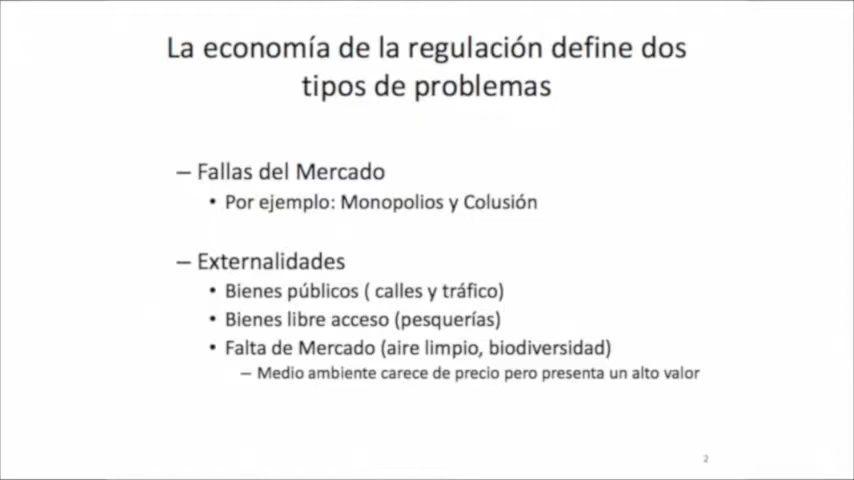 La economía de la regulación define dos
tipos de problemas
– Fallas del Mercado
• Por ejemplo: Monopolios y Colusión
– Externalidades
• Bienes públicos ( calles y tráfico)
• Bienes libre acceso (pesquerías)
• Falta de Mercado (aire limpio, biodiversidad)
– Medio ambiente carece de precio pero presenta un alto valor
2